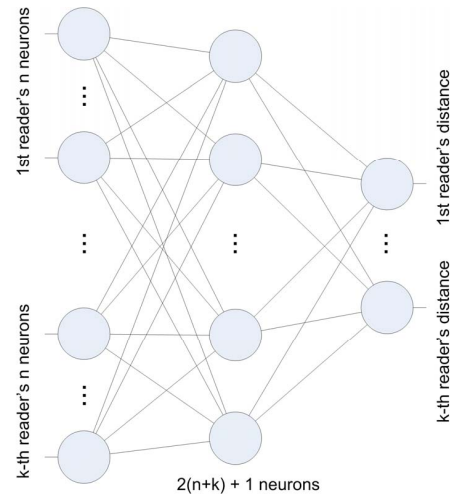 1st reader's n neurons
k-th reader's n neurons
1st reader's distance
k-th reader's distance
2(n+k) + 1 neurons